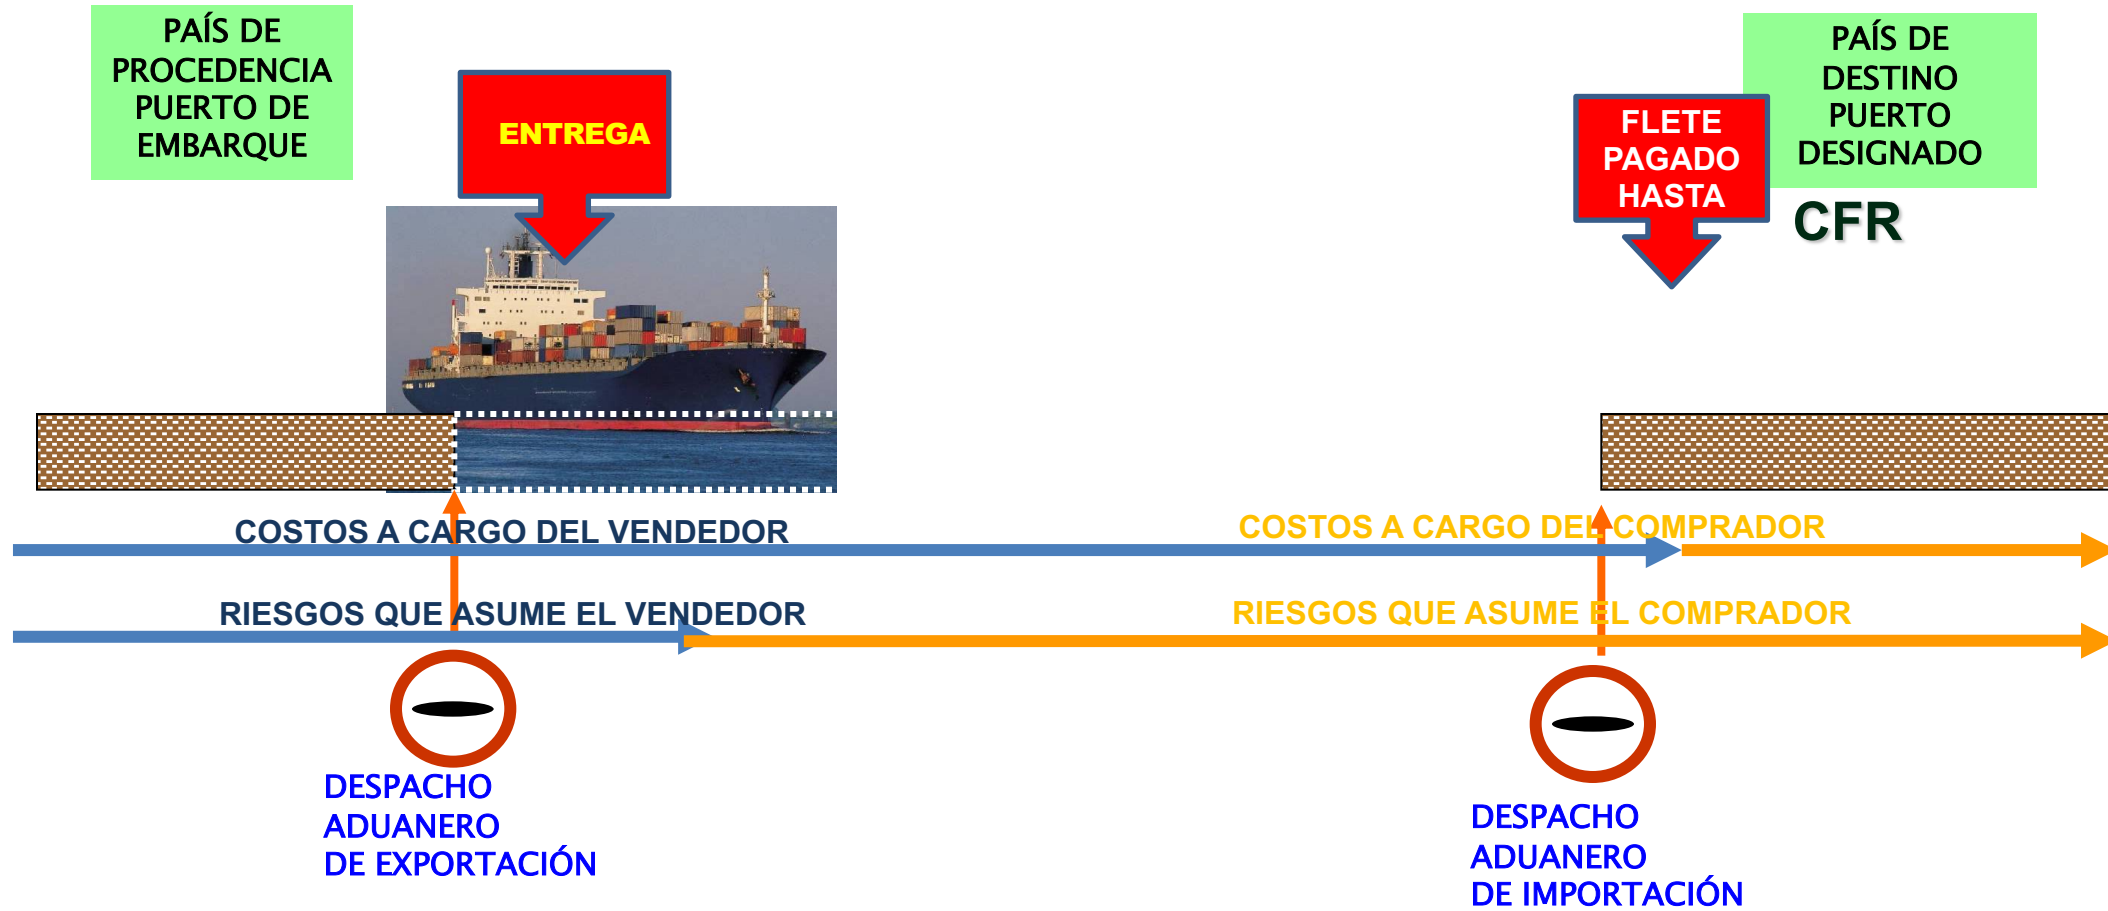 PAÍS DE
PROCEDENCIA
PUERTO DE
EMBARQUE
ENTREGA
FLETE
PAGADO
HASTA
PAÍS DE
DESTINO
PUERTO
DESIGNADO
CFR
COSTOS A CARGO DEL VENDEDOR
COSTOS A CARGO DEL COMPRADOR
RIESGOS QUE ASUME EL VENDEDOR
RIESGOS QUE ASUME EL COMPRADOR
DESPACHO
ADUANERO
DE EXPORTACIÓN
DESPACHO
ADUANERO
DE IMPORTACIÓN